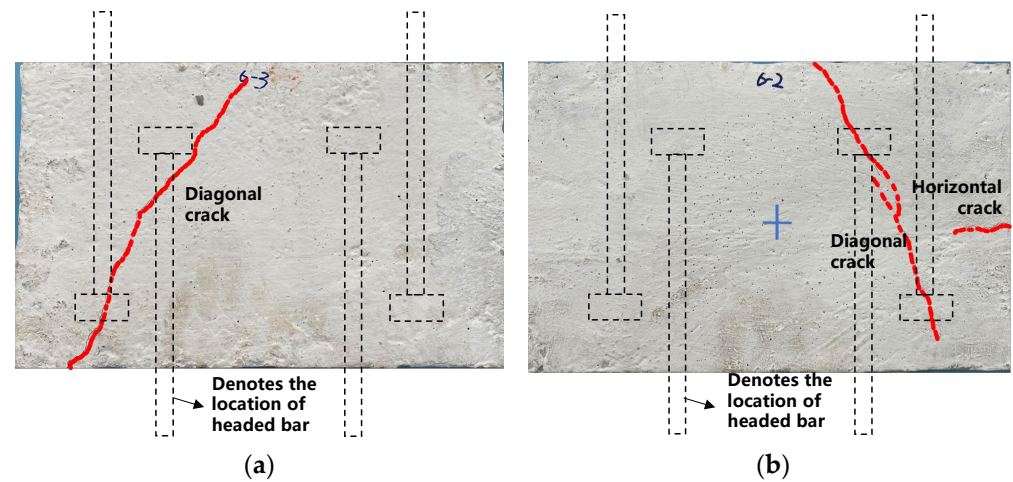 6-3
Diagonal
crack
Denotes the
location of
headed bar
(a)
6-2
Horizontal
crack
Diagonal
crack
Denotes the
location of
headed bar
(b)